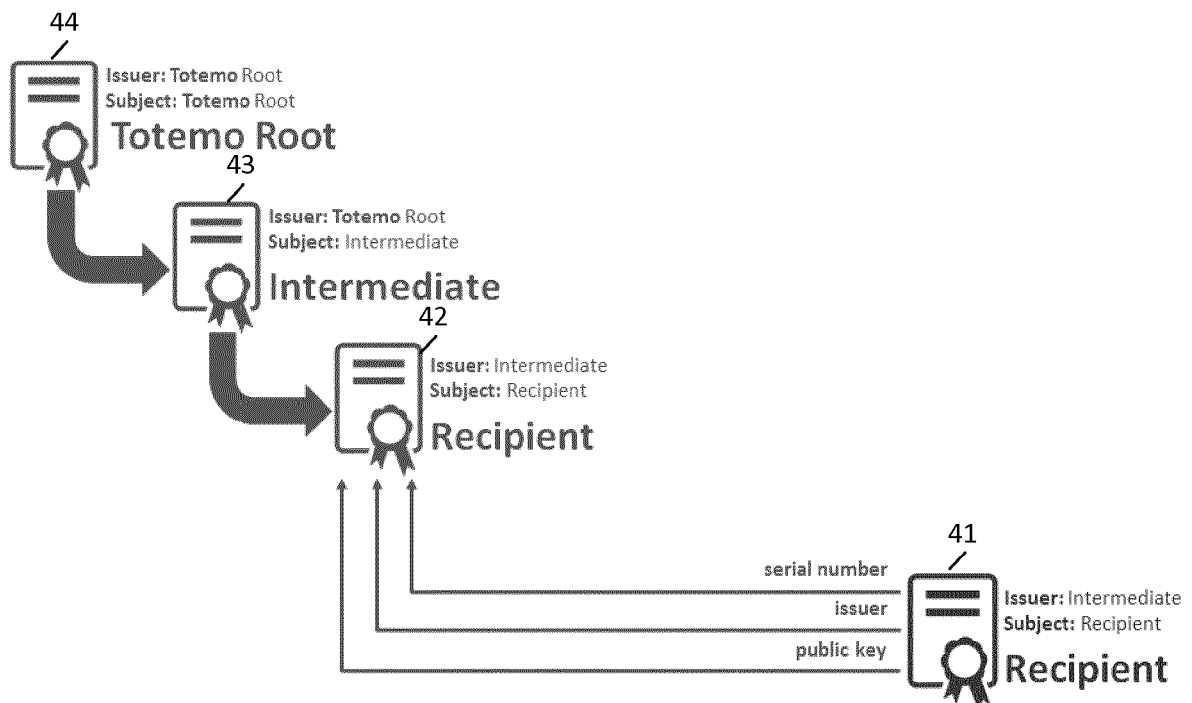 44
Issuer: Totemo Root
Subject: Totemo Root
Totemo Root
43
Issuer: Totemo Root
Subject: Intermediate
Intermediate
42
Issuer: Intermediate
Subject: Recipient
Recipient
41
serial number
issuer
public key
Issuer: Intermediate
Subject: Recipient
Recipient